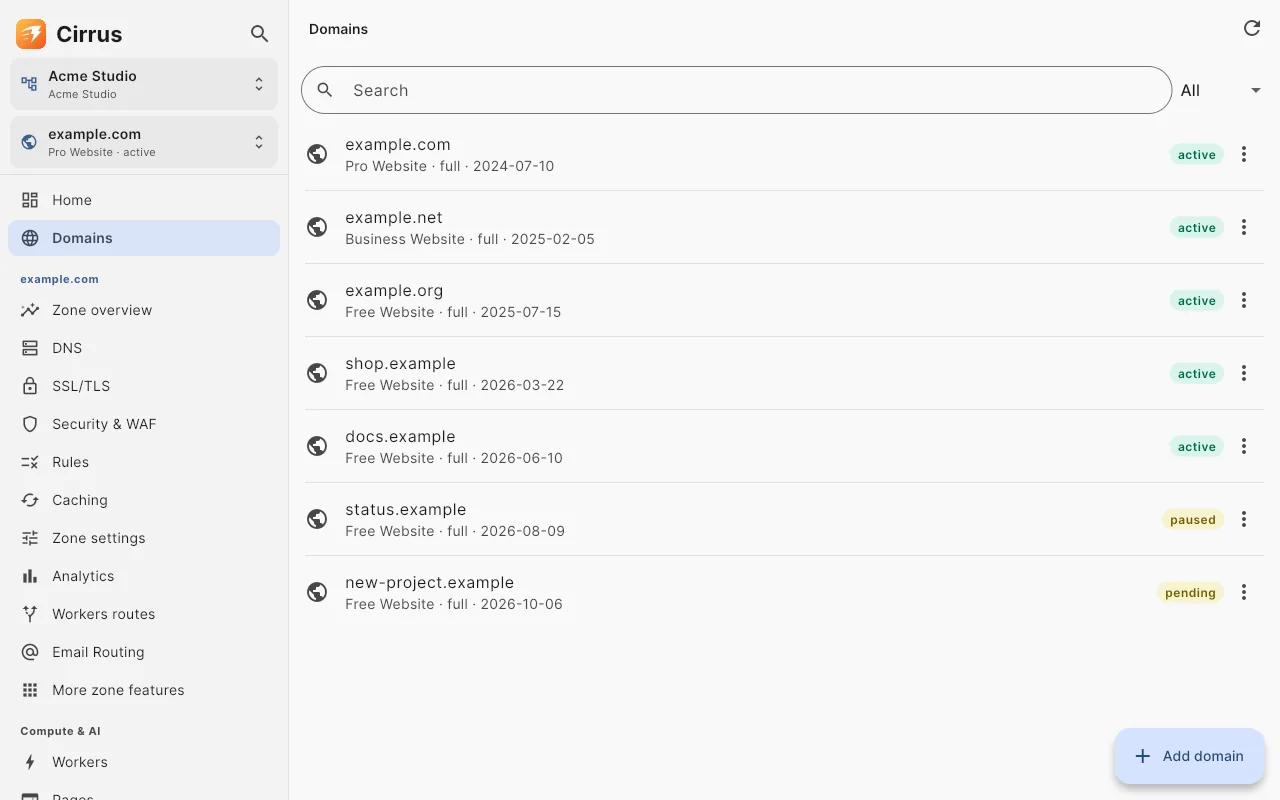 Cirrus
Acme Studio
Acme Studio
example.com
Pro Website · active
Home
Domains
example.com
Zone overview
DNS
SSL/TLS
Security & WAF
Rules
Caching
Zone settings
Analytics
Workers routes
Email Routing
More zone features
Compute & AI
Workers
Pages
Domains
Search
All
example.com
Pro Website · full · 2024-07-10
active
example.net
Business Website · full · 2025-02-05
active
example.org
Free Website · full · 2025-07-15
active
shop.example
Free Website · full · 2026-03-22
active
docs.example
Free Website · full · 2026-06-10
active
status.example
Free Website · full · 2026-08-09
paused
new-project.example
Free Website · full · 2026-10-06
pending
Add domain